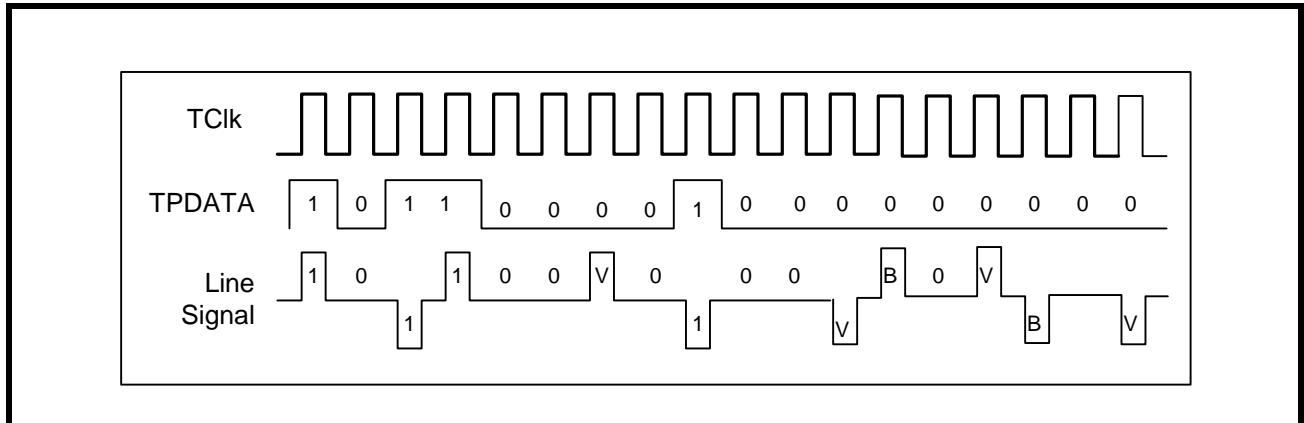 TClk
TPDATA 1 0 1 1 0 0 0 0 1 0 0 0 0 0 0 0 0 0
Line Signal 1 0 1 1 0 0 V 0 1 0 0 V B 0 V B V